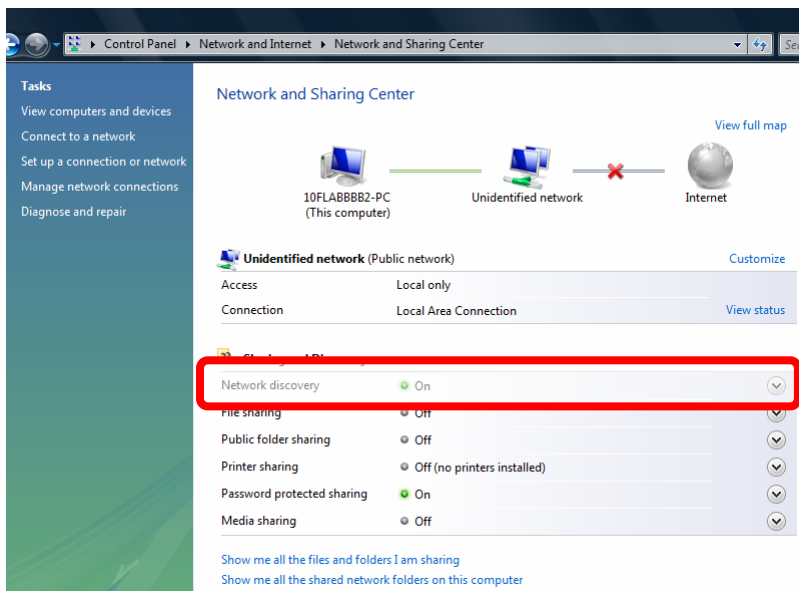 Control Panel ▸ Network and Internet ▸ Network and Sharing Center
Tasks
View computers and devices
Connect to a network
Set up a connection or network
Manage network connections
Diagnose and repair
Network and Sharing Center
View full map
10FLABBBB2-PC
(This computer)
Unidentified network
Internet
Unidentified network (Public network)
Customize
Access Local only
Connection Local Area Connection View status
Network discovery On
File sharing Off
Public folder sharing Off
Printer sharing Off (no printers installed)
Password protected sharing On
Media sharing Off
Show me all the files and folders I am sharing
Show me all the shared network folders on this computer